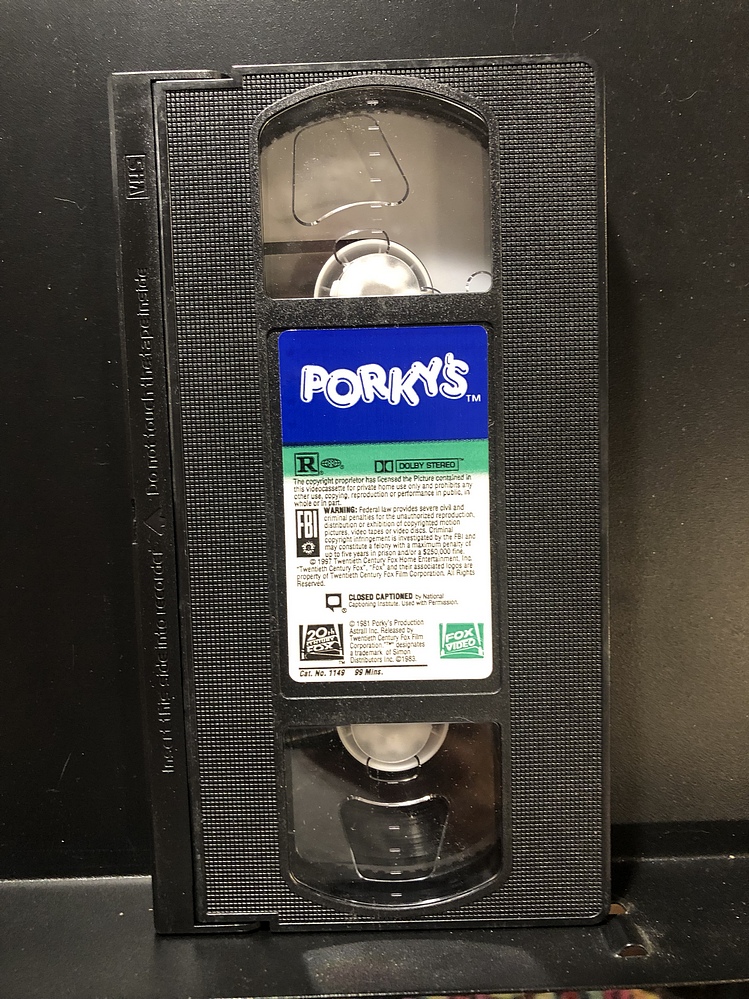 VHS
Do not touch the tape inside
Insert this side into recorder
PORKY'S TM
R DOLBY STEREO TM
The copyright proprietor has licensed the Picture contained in
this videocassette for private home use only and prohibits any
other use, copying, reproduction or performance in public, in
whole or in part.
FBI
WARNING: Federal law provides severe civil and
criminal penalties for the unauthorized reproduction,
distribution or exhibition of copyrighted motion
pictures, video tapes or video discs. Criminal
copyright infringement is investigated by the FBI and
may constitute a felony with a maximum penalty of
up to five years in prison and/or a $250,000 fine.
© 1997 Twentieth Century Fox Home Entertainment, Inc.
"Twentieth Century Fox", "Fox" and their associated logos are
property of Twentieth Century Fox Film Corporation. All Rights
Reserved.
CLOSED CAPTIONED by National
Captioning Institute. Used with Permission.
®
20th
CENTURY
FOX
TM
© 1981 Porky's Production
Astrall Inc. Released by
Twentieth Century Fox Film
Corporation. "™" designates
a trademark of Simon
Distributors Inc. ©1983.
FOX
VIDEO
Cat. No. 1149 99 Mins.